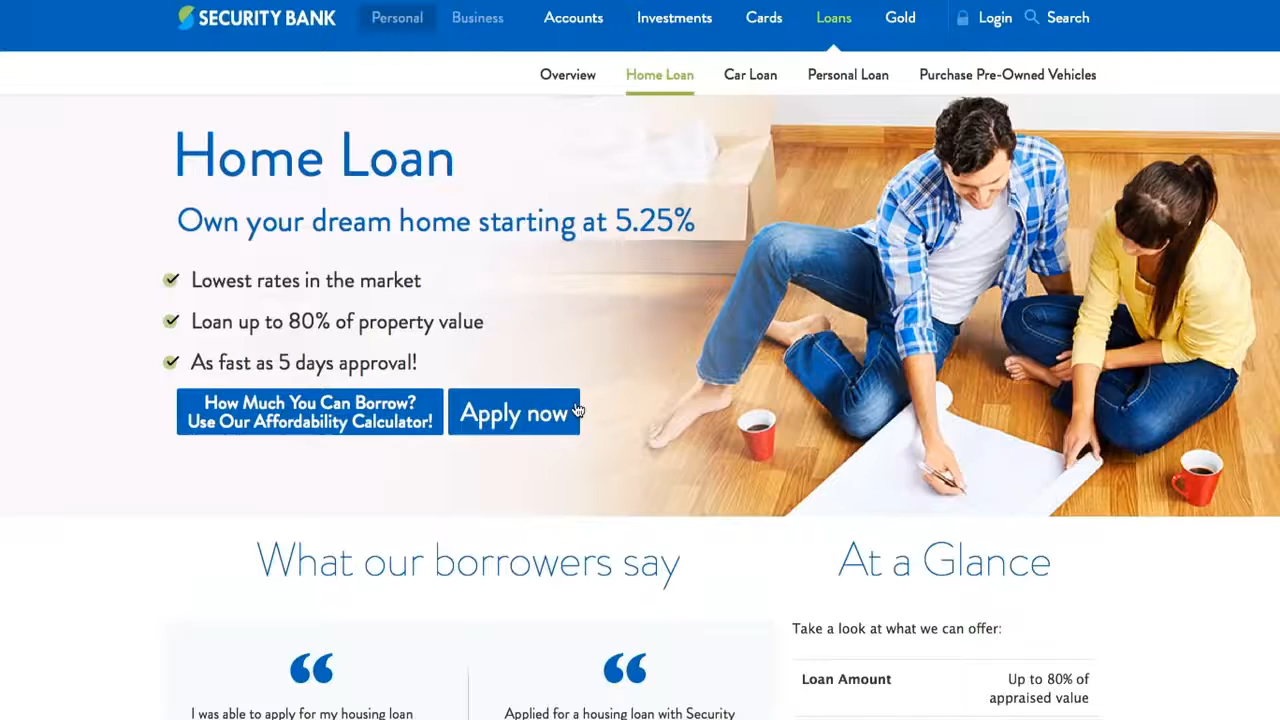 SECURITY BANK
Personal
Business
Accounts
Investments
Cards
Loans
Gold
Login
Search
Overview
Home Loan
Car Loan
Personal Loan
Purchase Pre-Owned Vehicles
Home Loan
Own your dream home starting at 5.25%
Lowest rates in the market
Loan up to 80% of property value
As fast as 5 days approval!
How Much You Can Borrow?
Use Our Affordability Calculator!
Apply now
What our borrowers say
At a Glance
Take a look at what we can offer:
“
“
Loan Amount
Up to 80% of
appraised value
I was able to apply for my housing loan
Applied for a housing loan with Security